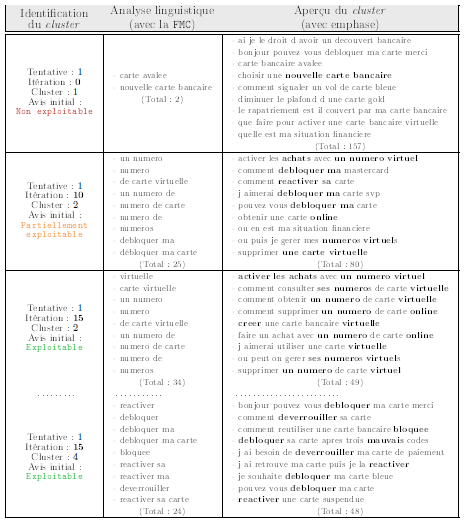 Identification
du cluster
Analyse linguistique
(avec la FMC)
Aperçu du cluster
(avec emphase)
Tentative : 1
Itération : 0
Cluster : 1
Avis initial :
Non exploitable
· carte avalee
· nouvelle carte bancaire
(Total : 2)
· ai je le droit d avoir un decouvert bancaire
· bonjour pouvez vous debloquer ma carte merci
· carte bancaire avalee
· choisir une nouvelle carte bancaire
· comment signaler un vol de carte bleue
· diminuer le plafond d une carte gold
· le rapatriement est il couvert par ma carte bancaire
· que faire pour activer une carte bancaire virtuelle
· quelle est ma situation financiere
(Total : 157)
Tentative : 1
Itération : 10
Cluster : 2
Avis initial :
Partiellement
exploitable
· un numero
· numero
· de carte virtuelle
· un numero de
· numero de carte
· numero de
· numeros
· debloquer ma
· débloquer ma carte
(Total : 25)
· activer les achats avec un numero virtuel
· comment debloquer ma mastercard
· comment reactiver sa carte
· j aimerai debloquer ma carte svp
· pouvez vous debloquer ma carte
· obtenir une carte online
· ou en est ma situation financiere
· ou puis je gerer mes numeros virtuels
· supprimer une carte virtuelle
(Total : 80)
Tentative : 1
Itération : 15
Cluster : 2
Avis initial :
Exploitable
· virtuelle
· carte virtuelle
· un numero
· numero
· de carte virtuelle
· un numero de
· numero de carte
· numero de
· numeros
(Total : 34)
· activer les achats avec un numero virtuel
· comment consulter ses numeros de carte virtuelle
· comment obtenir un numero de carte virtuelle
· comment supprimer un numero de carte online
· creer une carte bancaire virtuelle
· faire un achat avec un numero de carte online
· j aimerai utiliser une carte virtuelle
· ou peut on gerer ses numeros virtuels
· supprimer un numero de carte virtuel
(Total : 49)
.........
...........
........................
Tentative : 1
Itération : 15
Cluster : 4
Avis initial :
Exploitable
· reactiver
· debloquer
· debloquer ma
· debloquer ma carte
· bloquee
· reactiver sa
· reactiver ma
· deverrouiller
· reactiver sa carte
(Total : 24)
· bonjour pouvez vous debloquer ma carte merci
· comment deverrouiller sa carte
· comment reutiliser une carte bancaire bloquee
· debloquer sa carte apres trois mauvais codes
· j ai besoin de deverrouiller ma carte de paiement
· j ai retrouve ma carte puis je la reactiver
· je souhaite debloquer ma carte bleue
· pouvez vous debloquer ma carte
· reactiver une carte suspendue
(Total : 48)